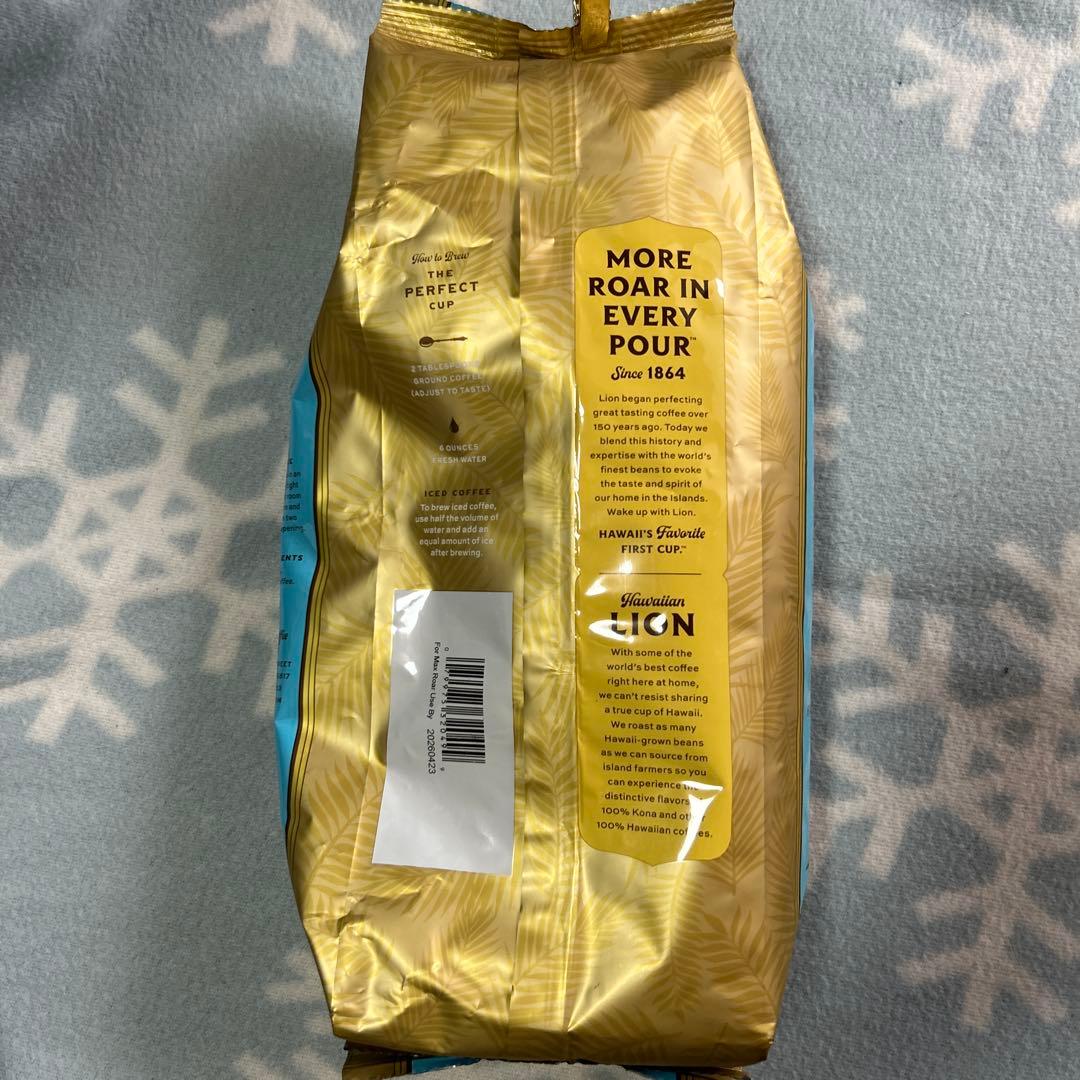 How to Brew
THE
PERFECT
CUP
2
GROUND COFFEE
(ADJUST TO TASTE)
6 OUNCES
FRESH WATER
ICED COFFEE
To brew iced coffee,
use half the volume of
water and add an
equal amount of ice
after brewing.
For Max Roar Use By 20260423
MORE
ROAR IN
EVERY
POUR™
Since 1864
Lion began perfecting
great tasting coffee over
150 years ago. Today we
blend this history and
expertise with the world's
finest beans to evoke
the taste and spirit of
our home in the Islands.
Wake up with Lion.
HAWAII'S Favorite
FIRST CUP.™
Hawaiian
LION
With some of the
world's best coffee
right here at home,
we can't resist sharing
a true cup of Hawaii.
We roast as many
Hawaii-grown beans
as we can source from
island farmers so you
can experience the
distinctive flavors
100% Kona and other
100% Hawaiian coffees.